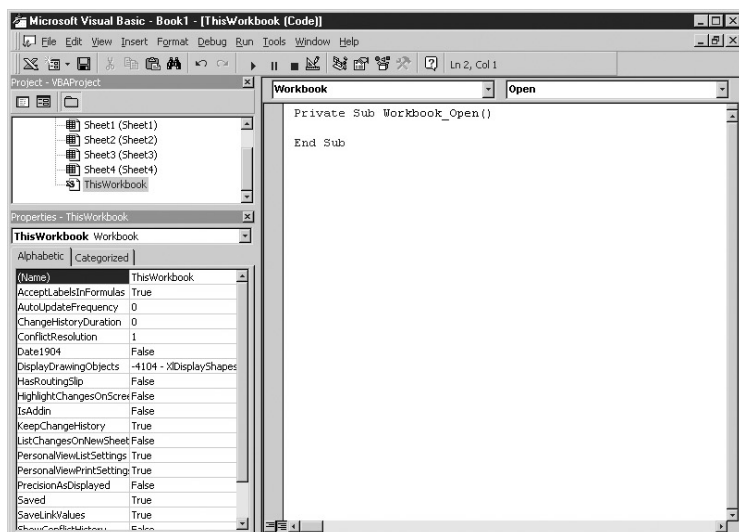 Microsoft Visual Basic - Book1 - [ThisWorkbook (Code)]
File Edit View Insert Format Debug Run Tools Window Help
Ln 2, Col 1
Project - VBAProject
Sheet1 (Sheet1)
Sheet2 (Sheet2)
Sheet3 (Sheet3)
Sheet4 (Sheet4)
ThisWorkbook
Properties - ThisWorkbook
ThisWorkbook Workbook
Alphabetic Categorized
(Name) ThisWorkbook
AcceptLabelsInFormulas True
AutoUpdateFrequency 0
ChangeHistoryDuration 0
ConflictResolution 1
Date1904 False
DisplayDrawingObjects -4104 - XlDisplayShapes
HasRoutingSlip False
HighlightChangesOnScree False
IsAddin False
KeepChangeHistory True
ListChangesOnNewSheet False
PersonalViewListSettings True
PersonalViewPrintSetting: True
PrecisionAsDisplayed False
Saved True
SaveLinkValues True
ShowConflictHistory False
Workbook Open
Private Sub Workbook_Open()
End Sub